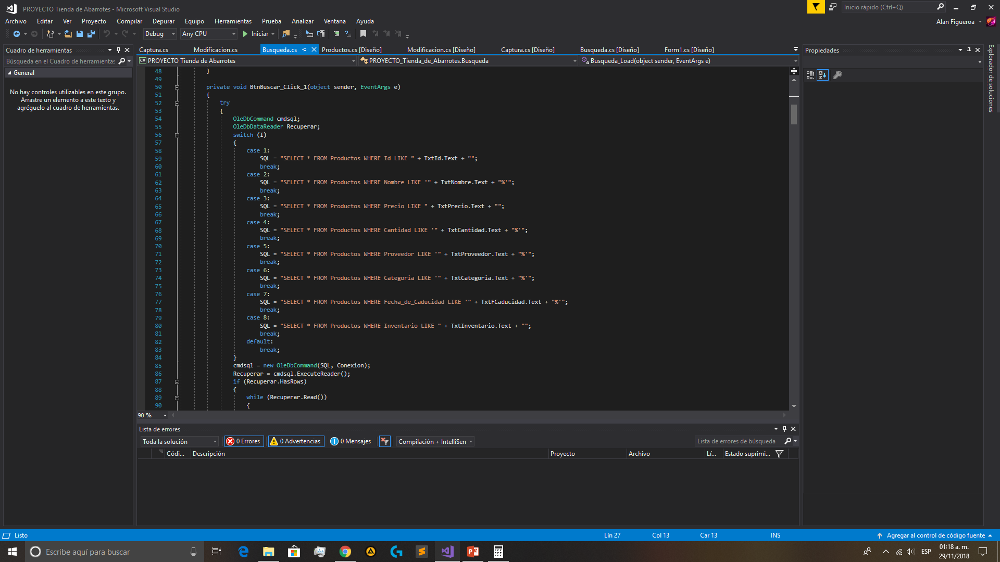 PROYECTO Tienda de Abarrotes - Microsoft Visual Studio
Inicio rápido (Ctrl+Q)
Archivo Editar Ver Proyecto Compilar Depurar Equipo Herramientas Prueba Analizar Ventana Ayuda
Alan Figueroa
Debug Any CPU Iniciar
Cuadro de herramientas
Búsqueda en el Cuadro de herramientas
General
No hay controles utilizables en este grupo.
Arrastre un elemento a este texto y
agréguelo al cuadro de herramientas.
Captura.cs Modificacion.cs Busqueda.cs Productos.cs [Diseño] Modificacion.cs [Diseño] Captura.cs [Diseño] Busqueda.cs [Diseño] Form1.cs [Diseño]
C# PROYECTO Tienda de Abarrotes PROYECTO_Tienda_de_Abarrotes.Busqueda Busqueda_Load(object sender, EventArgs e)
48 }
49
50 private void BtnBuscar_Click_1(object sender, EventArgs e)
51 {
52 try
53 {
54 OleDbCommand cmdsql;
55 OleDbDataReader Recuperar;
56 switch (I)
57 {
58 case 1:
59 SQL = "SELECT * FROM Productos WHERE Id LIKE " + TxtId.Text + "";
60 break;
61 case 2:
62 SQL = "SELECT * FROM Productos WHERE Nombre LIKE '" + TxtNombre.Text + "%'";
63 break;
64 case 3:
65 SQL = "SELECT * FROM Productos WHERE Precio LIKE " + TxtPrecio.Text + "";
66 break;
67 case 4:
68 SQL = "SELECT * FROM Productos WHERE Cantidad LIKE '" + TxtCantidad.Text + "%'";
69 break;
70 case 5:
71 SQL = "SELECT * FROM Productos WHERE Proveedor LIKE '" + TxtProveedor.Text + "%'";
72 break;
73 case 6:
74 SQL = "SELECT * FROM Productos WHERE Categoria LIKE '" + TxtCategoria.Text + "%'";
75 break;
76 case 7:
77 SQL = "SELECT * FROM Productos WHERE Fecha_de_Caducidad LIKE '" + TxtFCaducidad.Text + "%'";
78 break;
79 case 8:
80 SQL = "SELECT * FROM Productos WHERE Inventario LIKE " + TxtInventario.Text + "";
81 break;
82 default:
83 break;
84 }
85 cmdsql = new OleDbCommand(SQL, Conexion);
86 Recuperar = cmdsql.ExecuteReader();
87 if (Recuperar.HasRows)
88 {
89 while (Recuperar.Read())
90 {
90 %
Propiedades
Explorador de soluciones
Lista de errores
Toda la solución 0 Errores 0 Advertencias 0 Mensajes Compilación + IntelliSen Lista de errores de búsqueda
Códi... Descripción Proyecto Archivo Lí... Estado suprimi...
Listo Lín 27 Col 13 Car 13 INS Agregar al control de código fuente
Escribe aquí para buscar
ESP
01:18 a. m.
29/11/2018